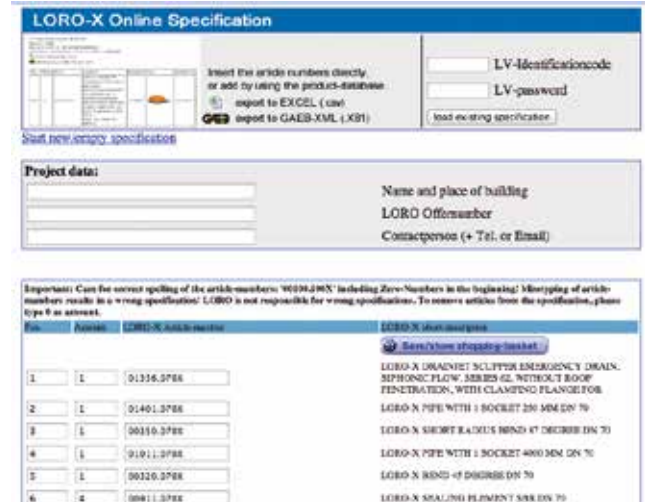 LORO-X Online Specification
Insert the article numbers directly,
or add by using the product-database
export to EXCEL (.csv)
GAEB export to GAEB-XML (.X81)
LV-Identificationcode
LV-password
load existing specification
Start new/empty specification
Project data:
Name and place of building
LORO Offernumber
Contactperson (+ Tel. or Email)
Important: Care for correct spelling of the article-numbers: '00100.100X' including Zero-Numbers in the beginning! Mistyping of article-
numbers results in a wrong specification! LORO is not responsible for wrong specifications. To remove articles from the specification, please
type 0 as amount.
Pos. Amount LORO-X Article-number LORO-X short description
Save/show shopping-basket
LORO-X DRAINJET SCUPPER EMERGENCY DRAIN,
SIPHONIC FLOW, SERIES 62, WITHOUT ROOF
PENETRATION, WITH CLAMPING FLANGE FOR
1 1 01356.070X
2 1 01401.070X LORO-X PIPE WITH 1 SOCKET 250 MM DN 70
3 1 00350.070X LORO-X SHORT RADIUS BEND 87 DEGREE DN 70
4 1 01011.070X LORO-X PIPE WITH 1 SOCKET 4000 MM DN 70
5 1 00320.070X LORO-X BEND 45 DEGREE DN 70
6 4 00911.070X LORO-X SEALING ELEMENT SBR DN 70